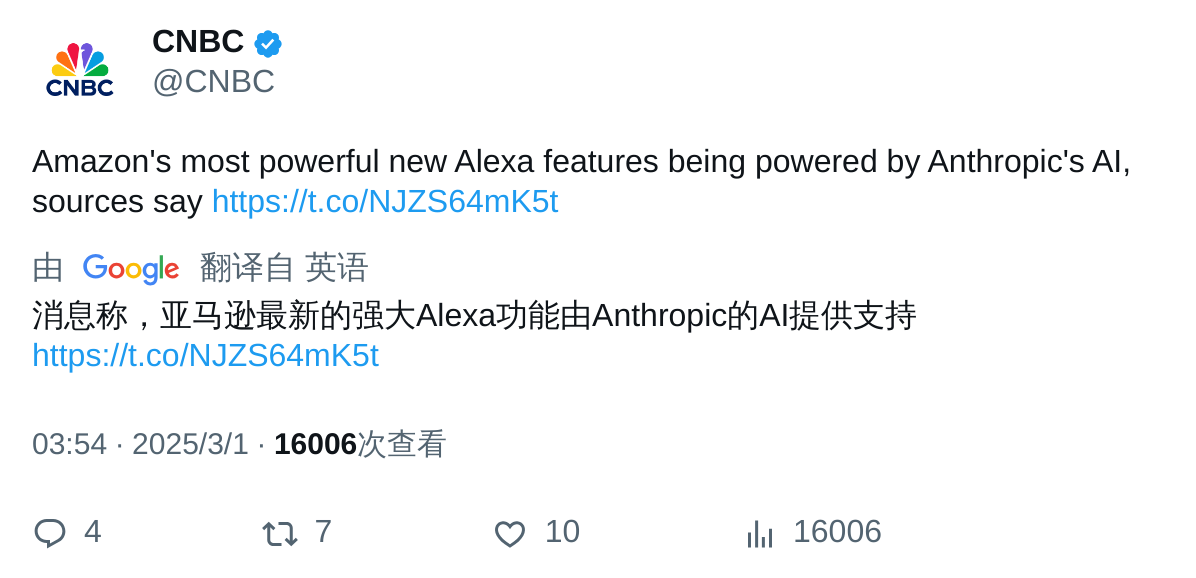 CNBC
CNBC
@CNBC
Amazon's most powerful new Alexa features being powered by Anthropic's AI,
sources say https://t.co/NJZS64mK5t
由 Google 翻译自 英语
消息称，亚马逊最新的强大Alexa功能由Anthropic的AI提供支持
https://t.co/NJZS64mK5t
03:54 · 2025/3/1 · 16006次查看
4 7 10 16006